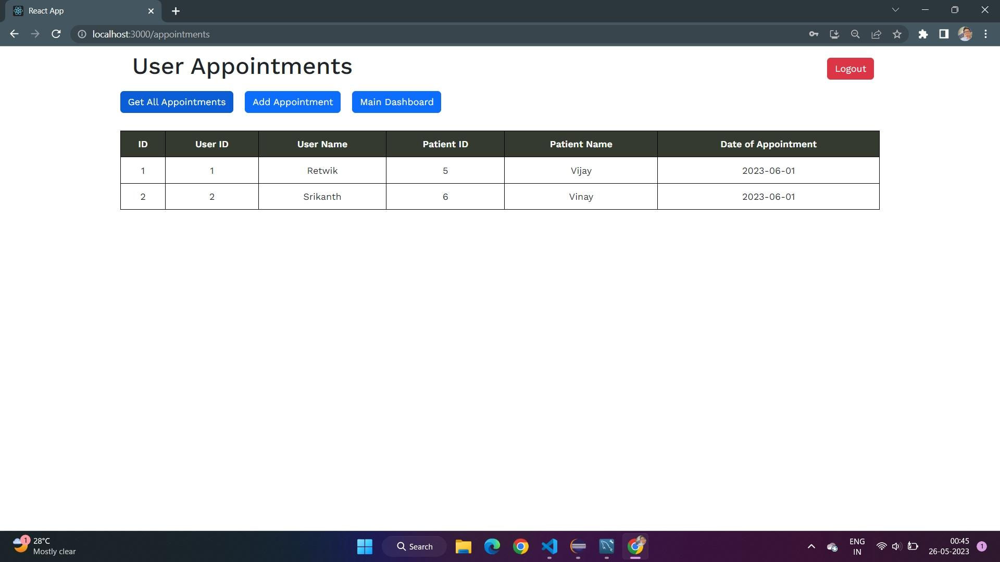 React App
localhost:3000/appointments
User Appointments
Logout
Get All Appointments Add Appointment Main Dashboard
ID User ID User Name Patient ID Patient Name Date of Appointment
1 1 Retwik 5 Vijay 2023-06-01
2 2 Srikanth 6 Vinay 2023-06-01
1 28°C
Mostly clear
Search
ENG
IN
00:45
26-05-2023
1